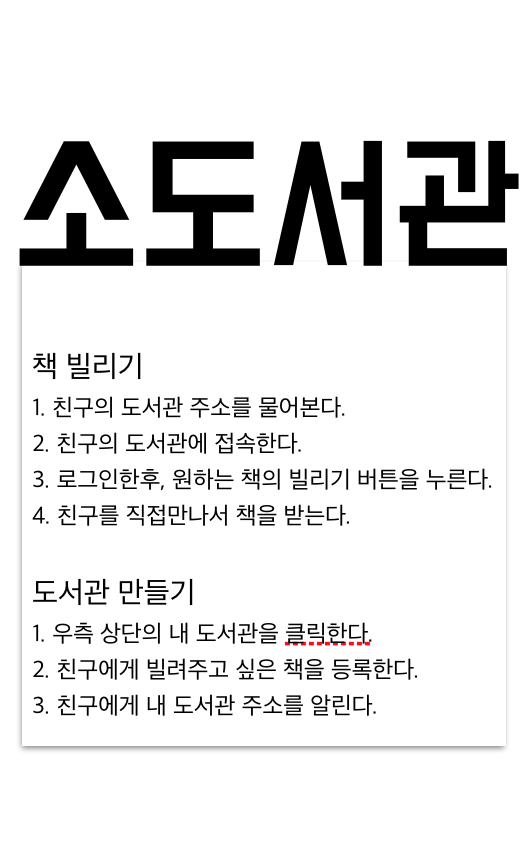 소도서관
책 빌리기
1. 친구의 도서관 주소를 물어본다.
2. 친구의 도서관에 접속한다.
3. 로그인한후, 원하는 책의 빌리기 버튼을 누른다.
4. 친구를 직접만나서 책을 받는다.
도서관 만들기
1. 우측 상단의 내 도서관을 클릭한다.
2. 친구에게 빌려주고 싶은 책을 등록한다.
3. 친구에게 내 도서관 주소를 알린다.